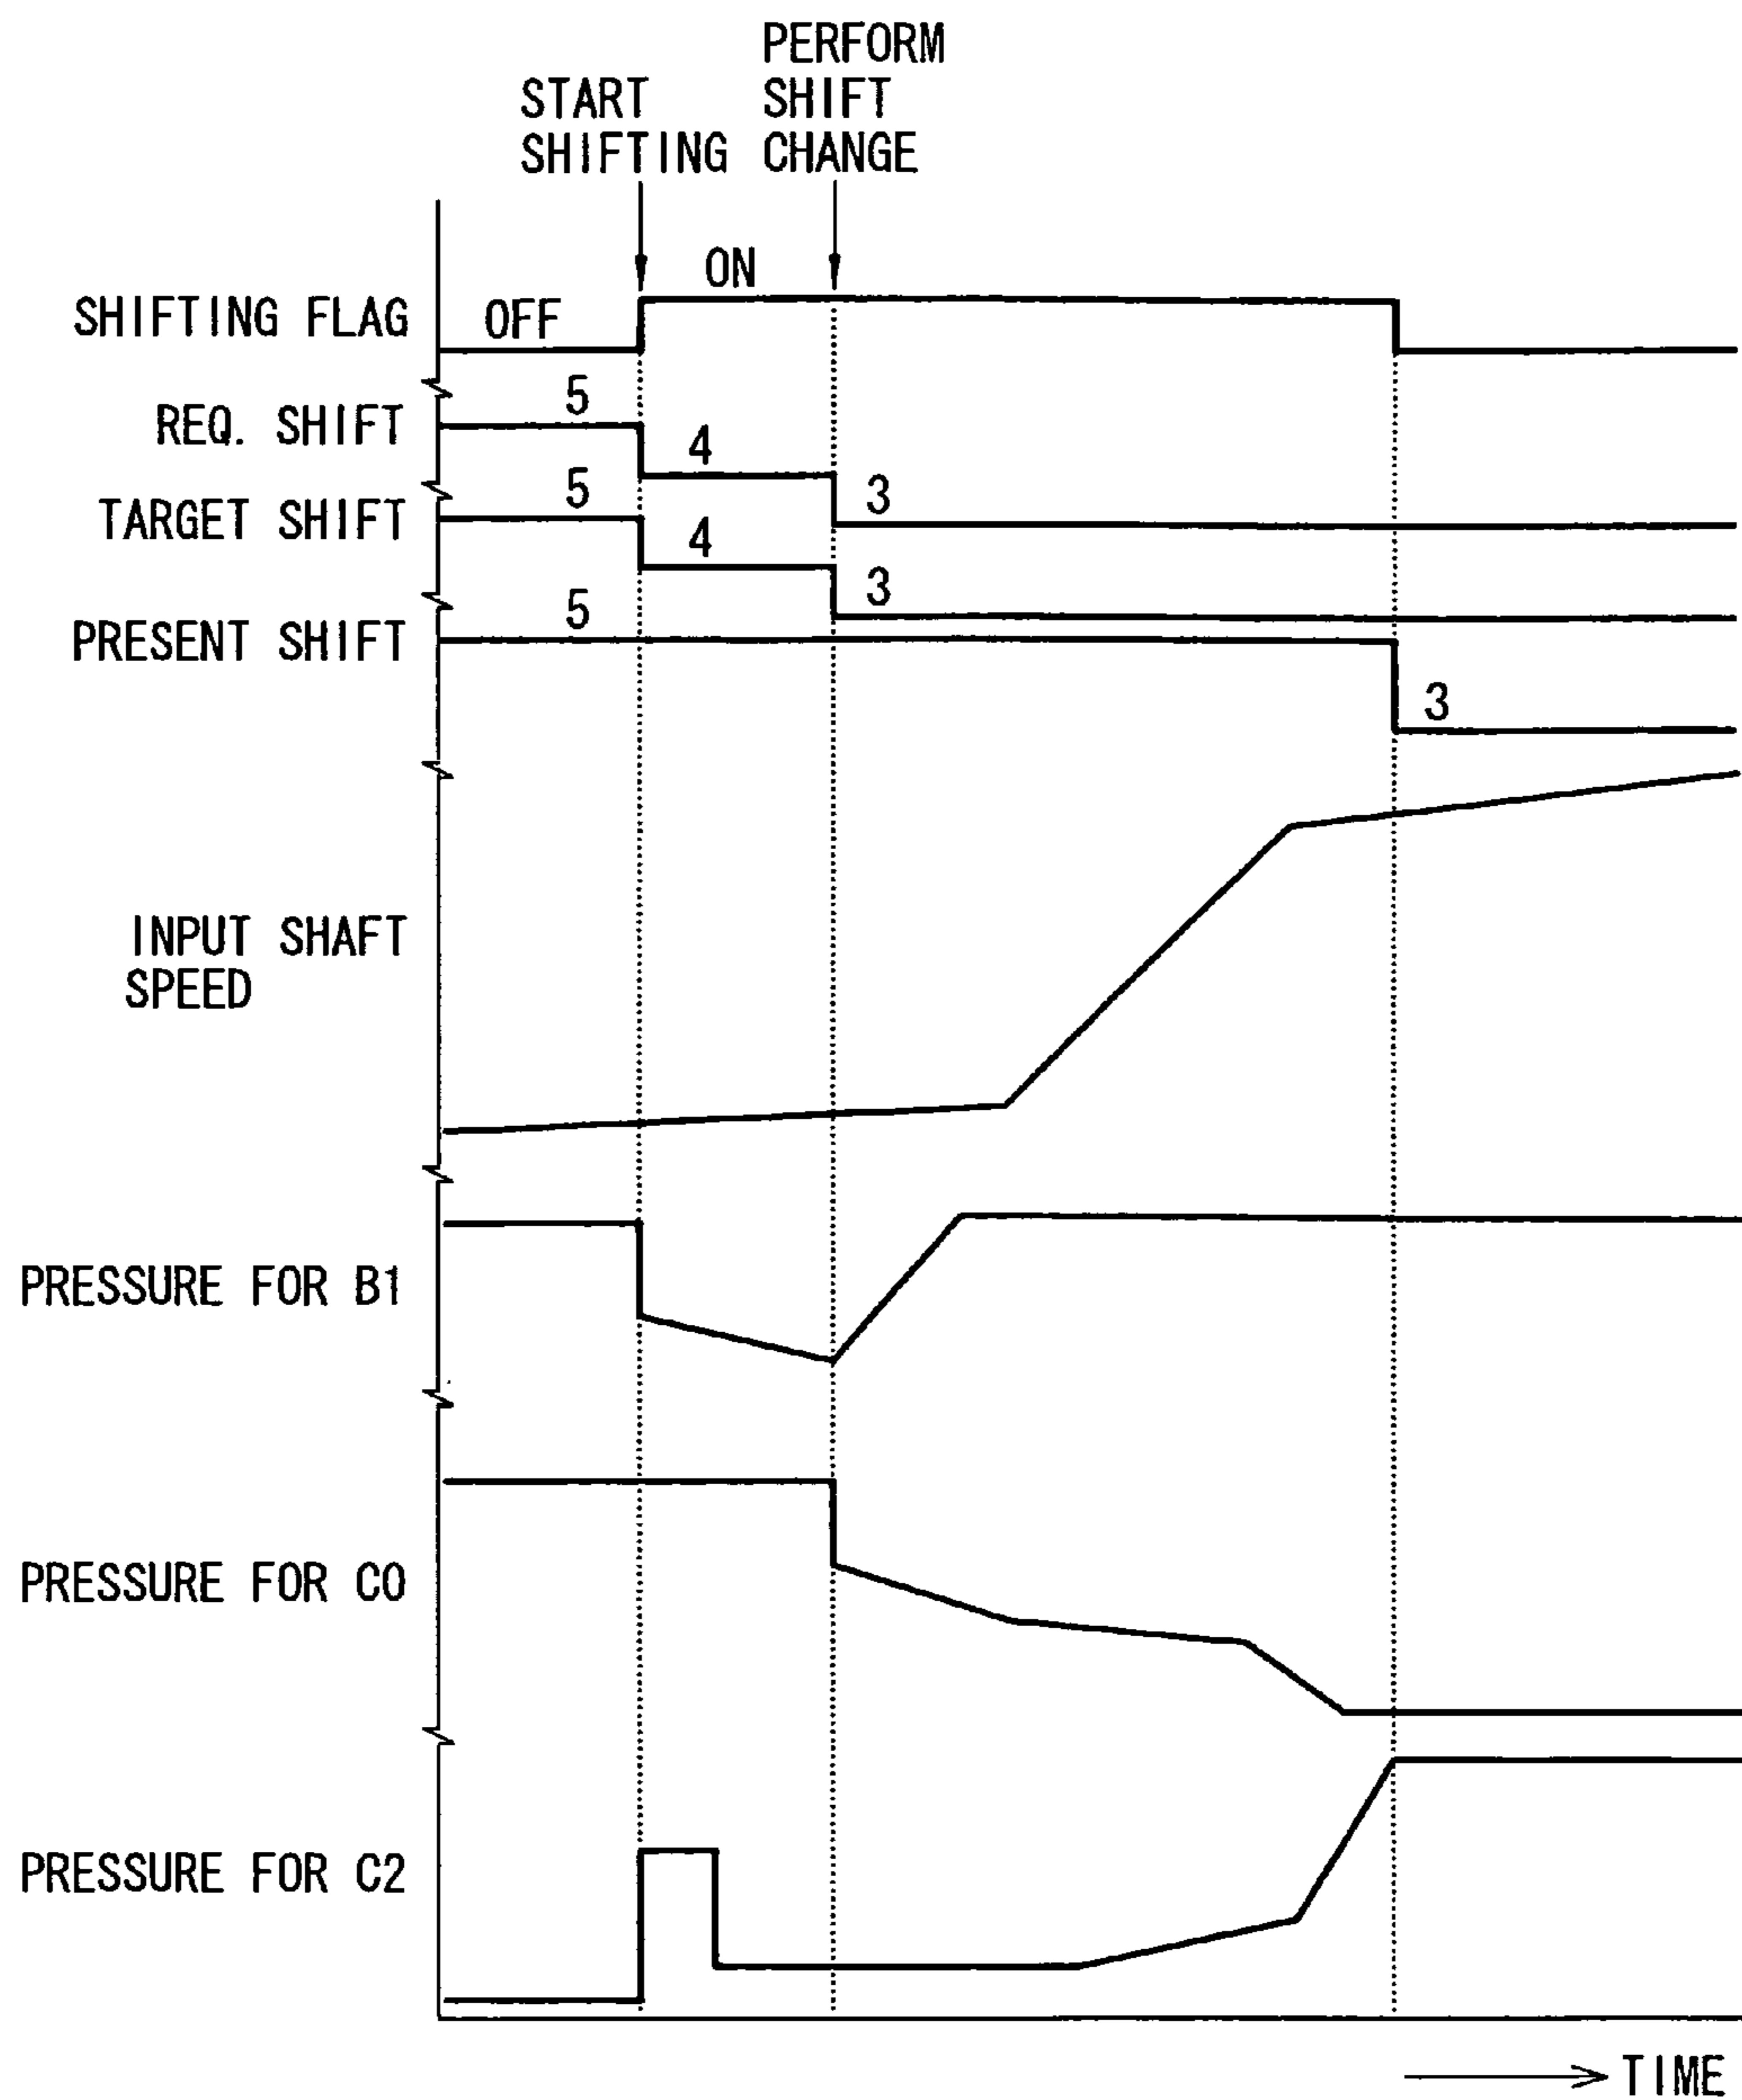 START
SHIFTING
PERFORM
SHIFT
CHANGE
SHIFTING FLAG
OFF
ON
REQ. SHIFT
5
4
3
TARGET SHIFT
5
4
3
PRESENT SHIFT
5
3
INPUT SHAFT
SPEED
PRESSURE FOR B1
PRESSURE FOR C0
PRESSURE FOR C2
TIME